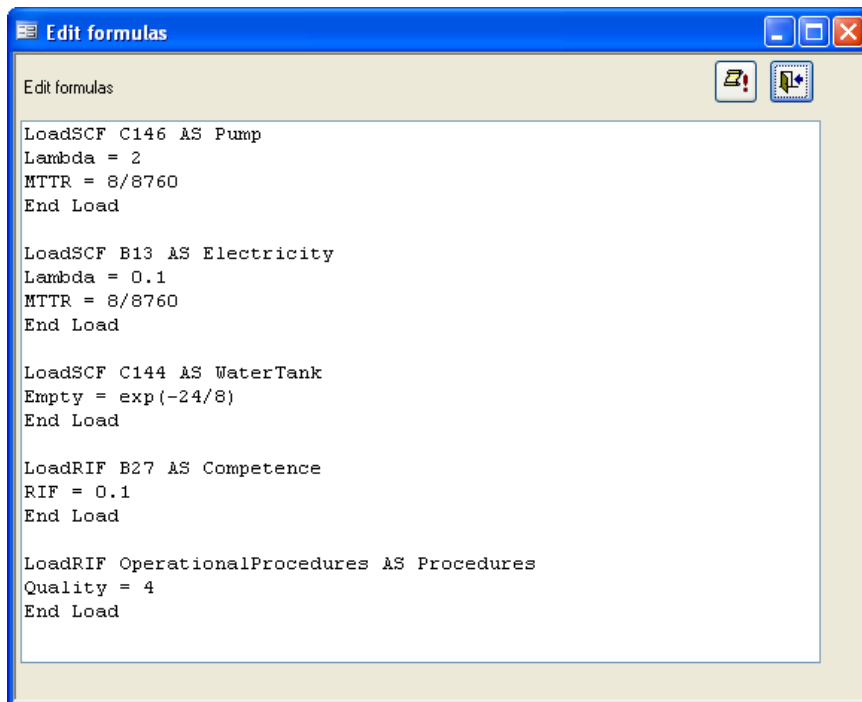 Edit formulas
Edit formulas
LoadSCF C146 AS Pump
Lambda = 2
MTTR = 8/8760
End Load
LoadSCF B13 AS Electricity
Lambda = 0.1
MTTR = 8/8760
End Load
LoadSCF C144 AS WaterTank
Empty = exp(-24/8)
End Load
LoadRIF B27 AS Competence
RIF = 0.1
End Load
LoadRIF OperationalProcedures AS Procedures
Quality = 4
End Load